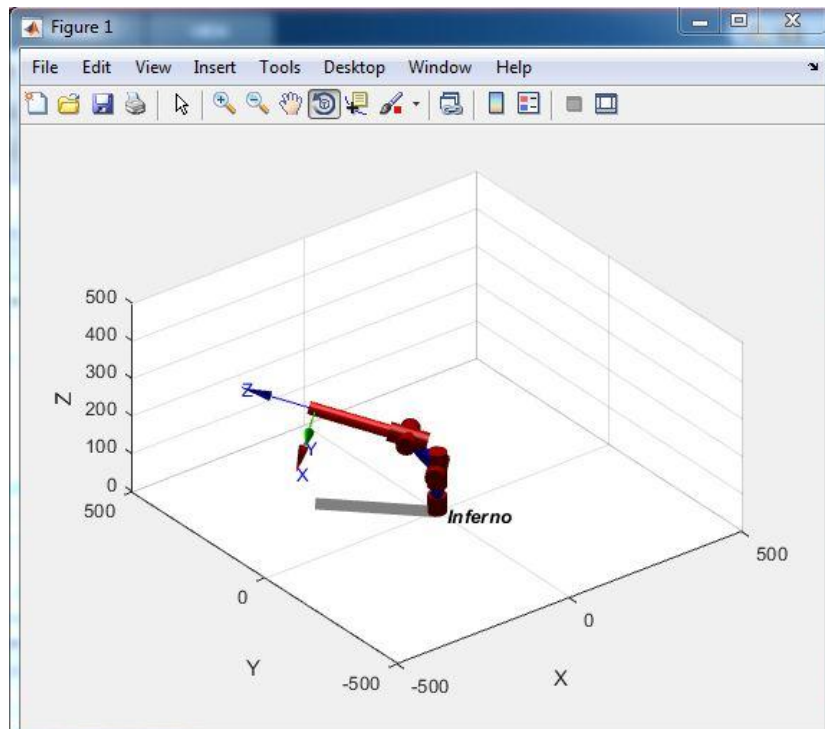 Figure 1
File Edit View Insert Tools Desktop Window Help
500
400
300
200
100
0
Z
Z
Y
X
Inferno
500
0
-500
Y
-500
0
500
X